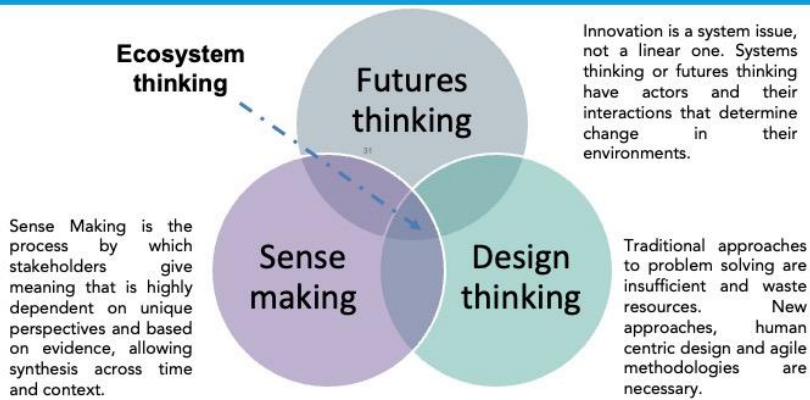 Ecosystem
thinking
Futures
thinking
31
Innovation is a system issue,
not a linear one. Systems
thinking or futures thinking
have actors and their
interactions that determine
change in their
environments.
Sense Making is the
process by which
stakeholders give
meaning that is highly
dependent on unique
perspectives and based
on evidence, allowing
synthesis across time
and context.
Sense
making
Design
thinking
Traditional approaches
to problem solving are
insufficient and waste
resources. New
approaches, human
centric design and agile
methodologies are
necessary.